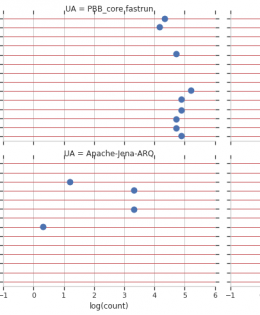 UA = PBB_core.fastrun
UA = Apache-Jena-ARQ
−1 0 1 2 3 4 5 6 −1
log(count)